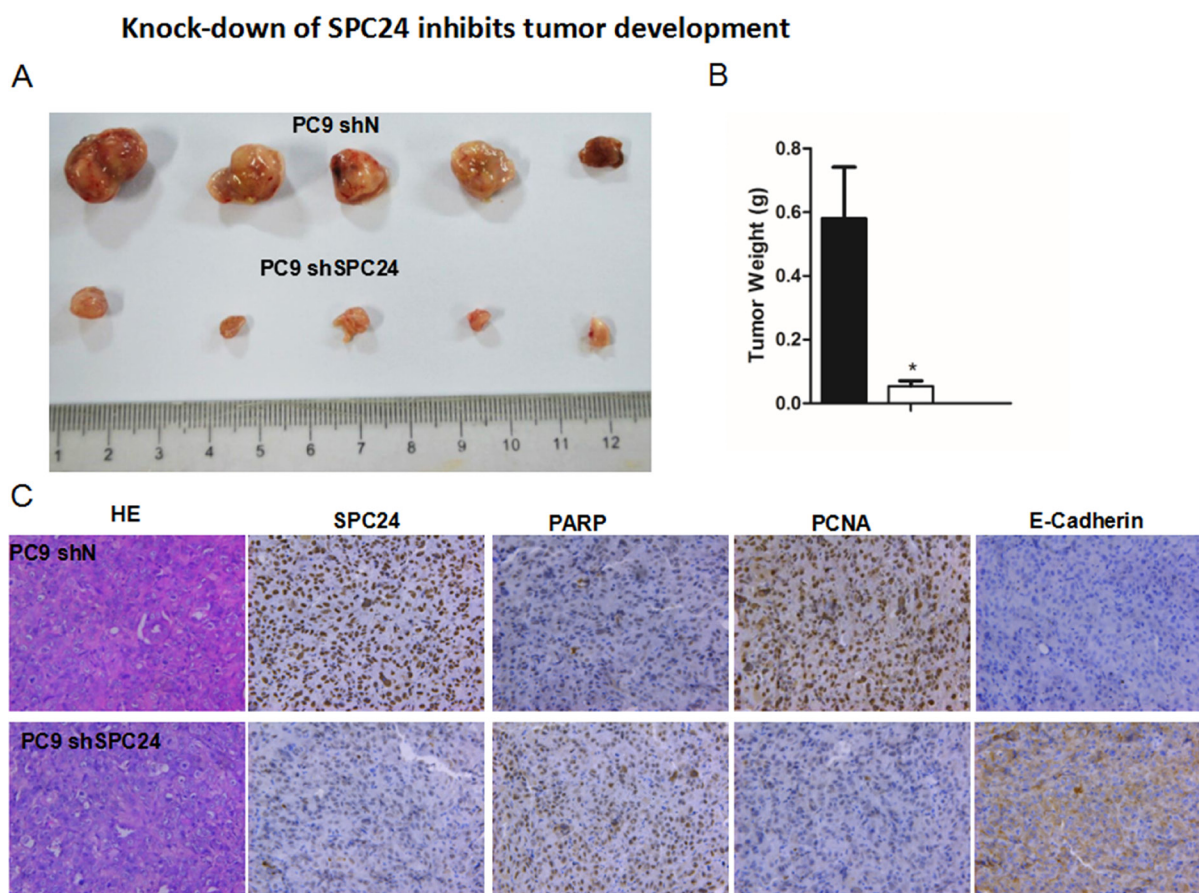 Knock-down of SPC24 inhibits tumor development
A
PC9 shN
PC9 shSPC24
1 2 3 4 5 6 7 8 9 10 11 12
B
Tumor Weight (g)
0.8
0.6
0.4
0.2
0.0
*
C
HE SPC24 PARP PCNA E-Cadherin
PC9 shN
PC9 shSPC24